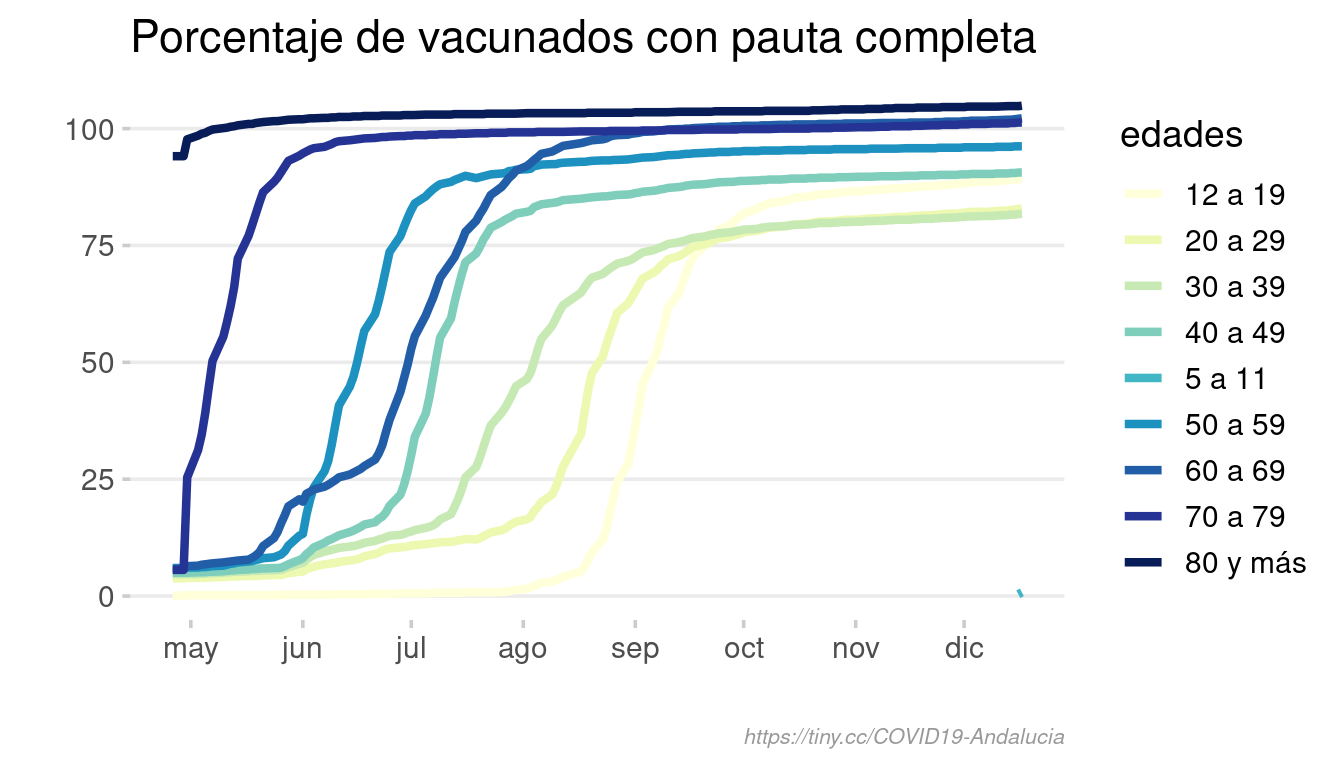 Porcentaje de vacunados con pauta completa
100
75
50
25
0
may jun jul ago sep oct nov dic
edades
12 a 19
20 a 29
30 a 39
40 a 49
5 a 11
50 a 59
60 a 69
70 a 79
80 y más
https://tiny.cc/COVID19-Andalucia